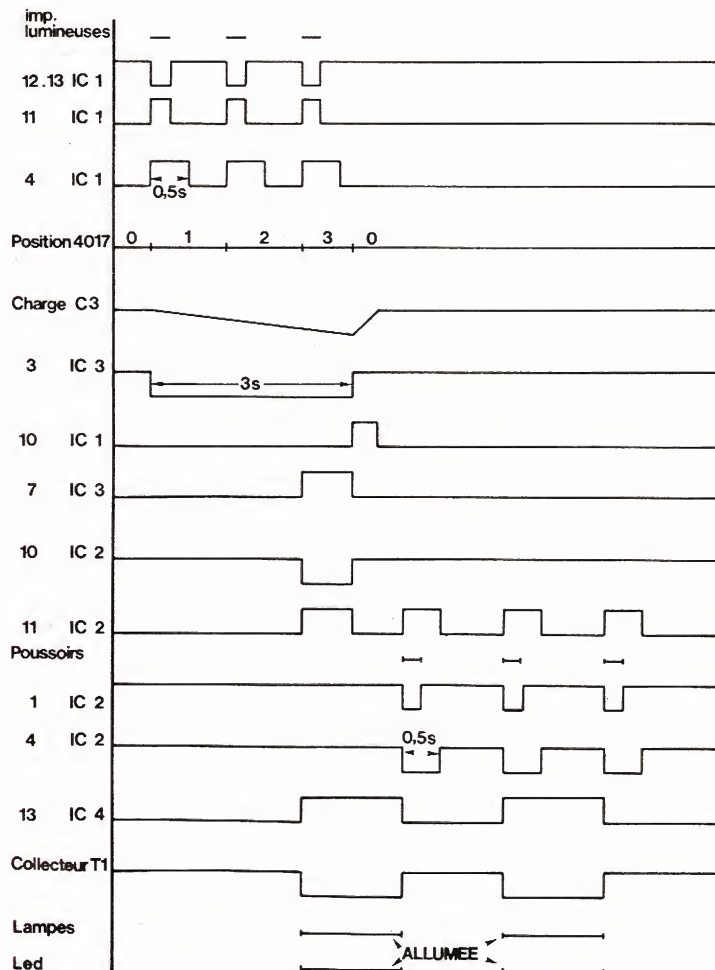 imp.
lumineuses
12.13 IC 1
11 IC 1
4 IC 1
0,5s
Position 4017 0 1 2 3 0
Charge C3
3 IC 3
3s
10 IC 1
7 IC 3
10 IC 2
11 IC 2
Poussoirs
1 IC 2
4 IC 2
0,5s
13 IC 4
Collecteur T1
Lampes
ALLUMEE
Led